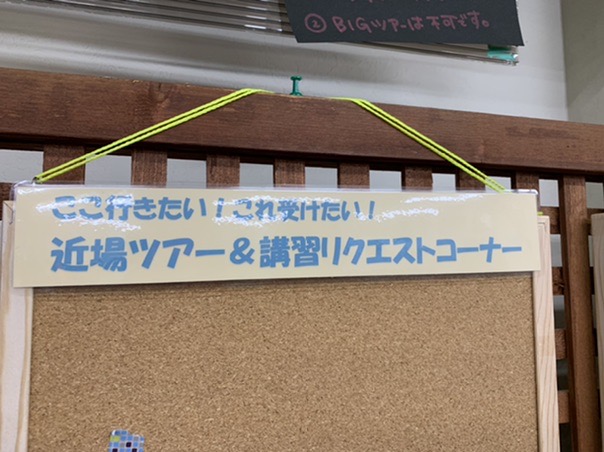 ② BIGツアーは不可です。
ここ行きたい！これ受けたい！
近場ツアー＆講習リクエストコーナー